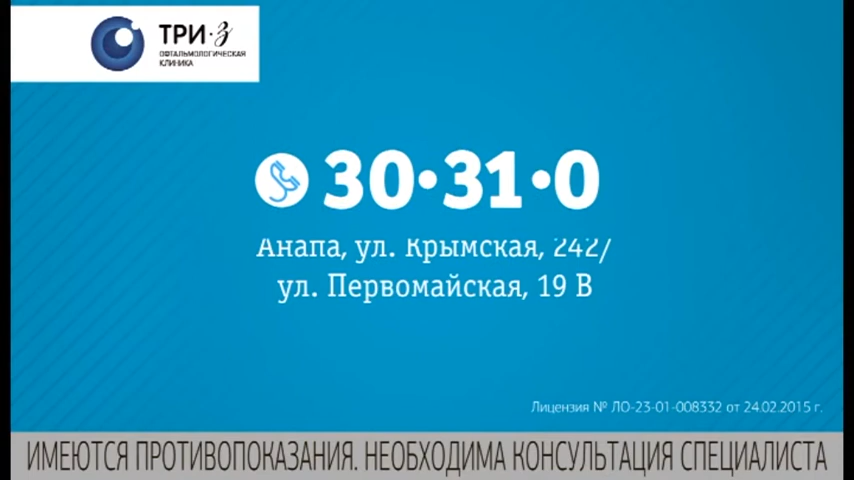 ТРИ·З
ОФТАЛЬМОЛОГИЧЕСКАЯ
КЛИНИКА
30•31•0
Анапа, ул. Крымская, 242/
ул. Первомайская, 19 В
Лицензия № ЛО-23-01-008332 от 24.02.2015 г.
ИМЕЮТСЯ ПРОТИВОПОКАЗАНИЯ. НЕОБХОДИМА КОНСУЛЬТАЦИЯ СПЕЦИАЛИСТА